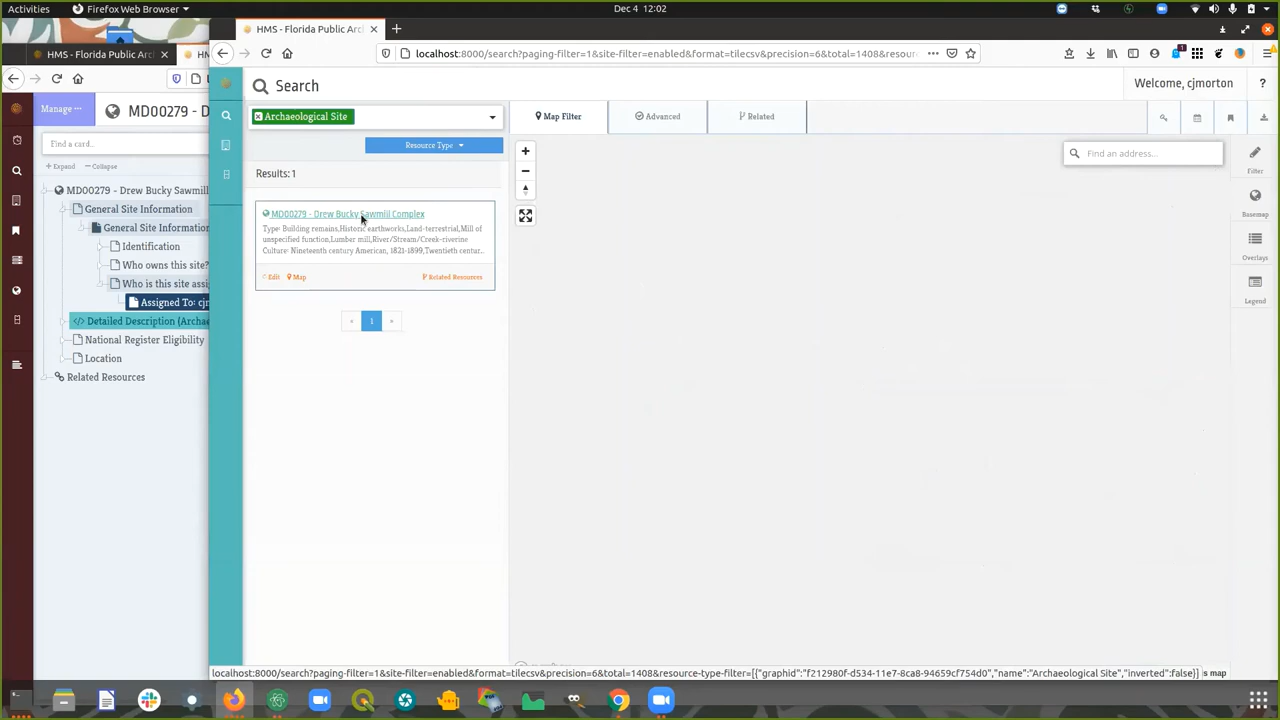 Activities
Firefox Web Browser
Dec 4 12:02
HMS - Florida Public Arc
HMS - Florida Public Arc
localhost:8000/search?paging-filter=1&site-filter=enabled&format=tilecsv&precision=6&total=1408&resour
1
Manage
MD00279 - D
Find a card...
Expand
Collapse
MD00279 - Drew Bucky Sawmill
General Site Information
General Site Information
Identification
Who owns this site?
Who is this site assi
Assigned To: cjr
Detailed Description (Archae
National Register Eligibility
Location
Related Resources
Search
Welcome, cjmorton
?
Archaeological Site
Resource Type
Results: 1
MD00279 - Drew Bucky Sawmill Complex
Type: Building remains,Historic earthworks,Land-terrestrial,Mill of
unspecified function,Lumber mill,River/Stream/Creek-riverine
Culture: Nineteenth century American, 1821-1899,Twentieth centur...
Edit
Map
Related Resources
«
1
»
Map Filter
Advanced
Related
Find an address...
Filter
Basemap
Overlays
Legend
localhost:8000/search?paging-filter=1&site-filter=enabled&format=tilecsv&precision=6&total=1408&resource-type-filter=[{"graphid":"f212980f-d534-11e7-8ca8-94659cf754d0","name":"Archaeological Site","inverted":false}]
s map